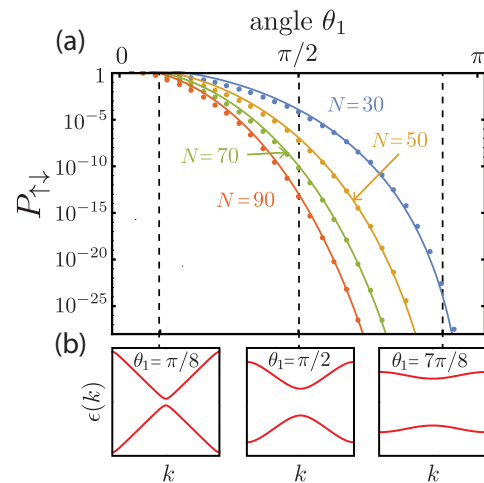 angle θ₁
(a)
0 π/2 π
1
10⁻⁵
10⁻¹⁰
10⁻¹⁵
10⁻²⁰
10⁻²⁵
P↑↓
N=30
N=50
N=70
N=90
(b)
θ₁=π/8 θ₁=π/2 θ₁=7π/8
ϵ(k)
k k k